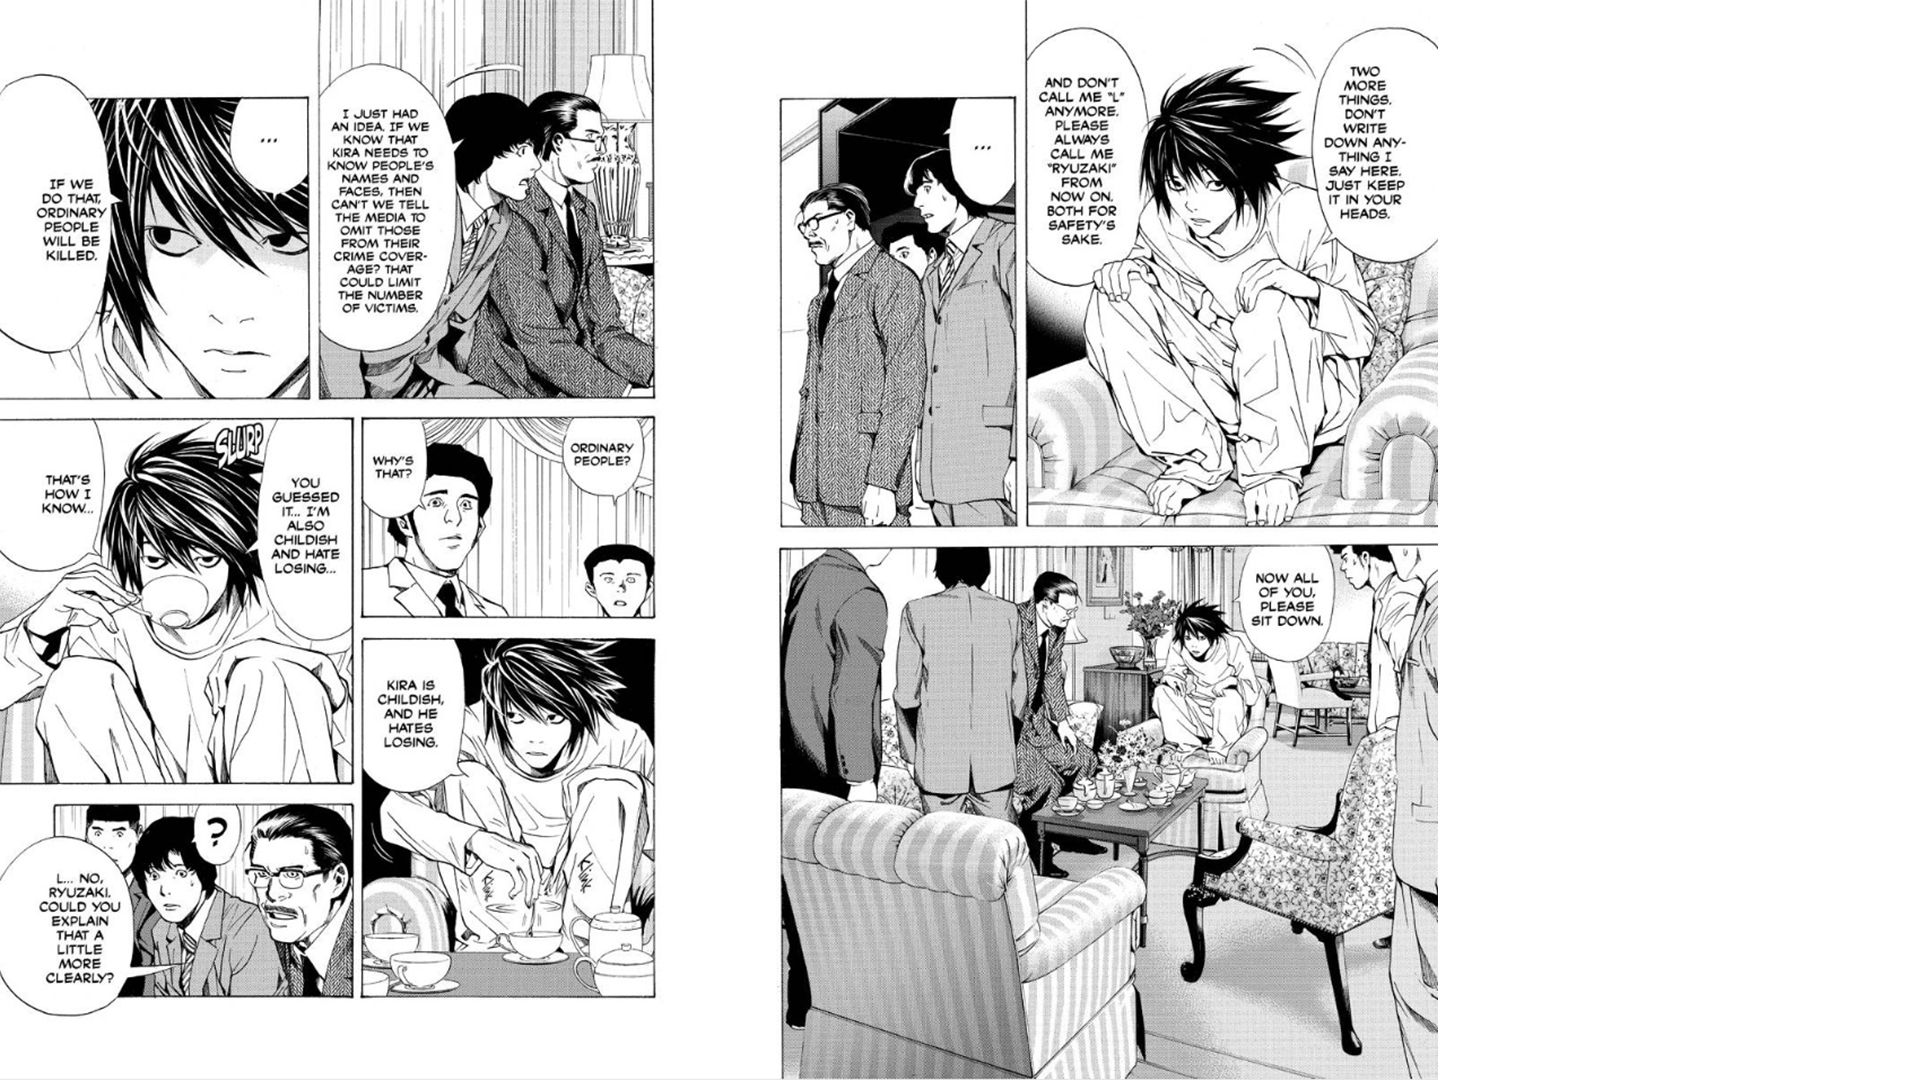 TWO
MORE
THINGS.
DON'T
WRITE
DOWN ANY-
THING I
SAY HERE.
JUST KEEP
IT IN YOUR
HEADS.
AND DON'T
CALL ME "L"
ANYMORE.
PLEASE
ALWAYS
CALL ME
"RYUZAKI"
FROM
NOW ON.
BOTH FOR
SAFETY'S
SAKE.
...
NOW ALL
OF YOU,
PLEASE
SIT DOWN.
I JUST HAD
AN IDEA. IF WE
KNOW THAT
KIRA NEEDS TO
KNOW PEOPLE'S
NAMES AND
FACES, THEN
CAN'T WE TELL
THE MEDIA TO
OMIT THOSE
FROM THEIR
CRIME COVER-
AGE? THAT
COULD LIMIT
THE NUMBER
OF VICTIMS.
...
IF WE
DO THAT,
ORDINARY
PEOPLE
WILL BE
KILLED.
ORDINARY
PEOPLE?
WHY'S
THAT?
KIRA IS
CHILDISH,
AND HE
HATES
LOSING.
SLURP
YOU
GUESSED
IT... I'M
ALSO
CHILDISH
AND HATE
LOSING...
THAT'S
HOW I
KNOW...
?
L... NO,
RYUZAKI.
COULD YOU
EXPLAIN
THAT A
LITTLE
MORE
CLEARLY?